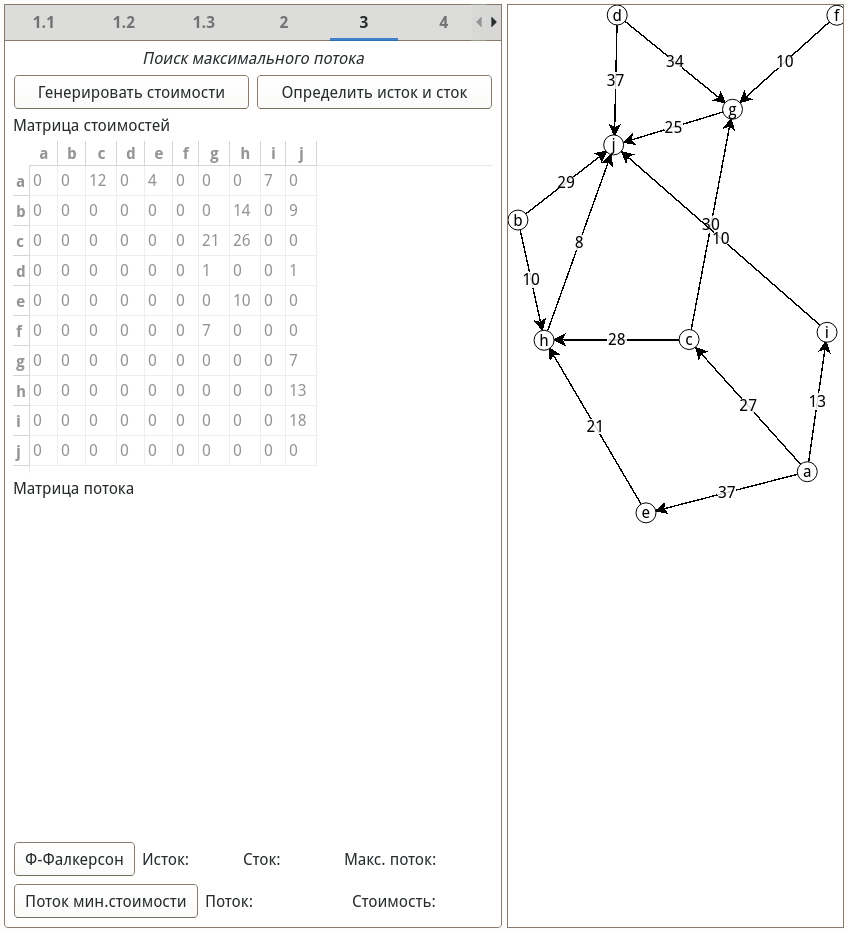 1.1 1.2 1.3 2 3 4
Поиск максимального потока
Генерировать стоимости Определить исток и сток
Матрица стоимостей
a b c d e f g h i j
a 0 0 12 0 4 0 0 0 7 0
b 0 0 0 0 0 0 0 14 0 9
c 0 0 0 0 0 0 21 26 0 0
d 0 0 0 0 0 0 1 0 0 1
e 0 0 0 0 0 0 0 10 0 0
f 0 0 0 0 0 0 7 0 0 0
g 0 0 0 0 0 0 0 0 0 7
h 0 0 0 0 0 0 0 0 0 13
i 0 0 0 0 0 0 0 0 0 18
j 0 0 0 0 0 0 0 0 0 0
Матрица потока
Ф-Фалкерсон Исток: Сток: Макс. поток:
Поток мин.стоимости Поток: Стоимость:
d f
34 10
37
g
25
j
29
b
30
10
8
10
i
h 28 c
13
27
21
a
37
e